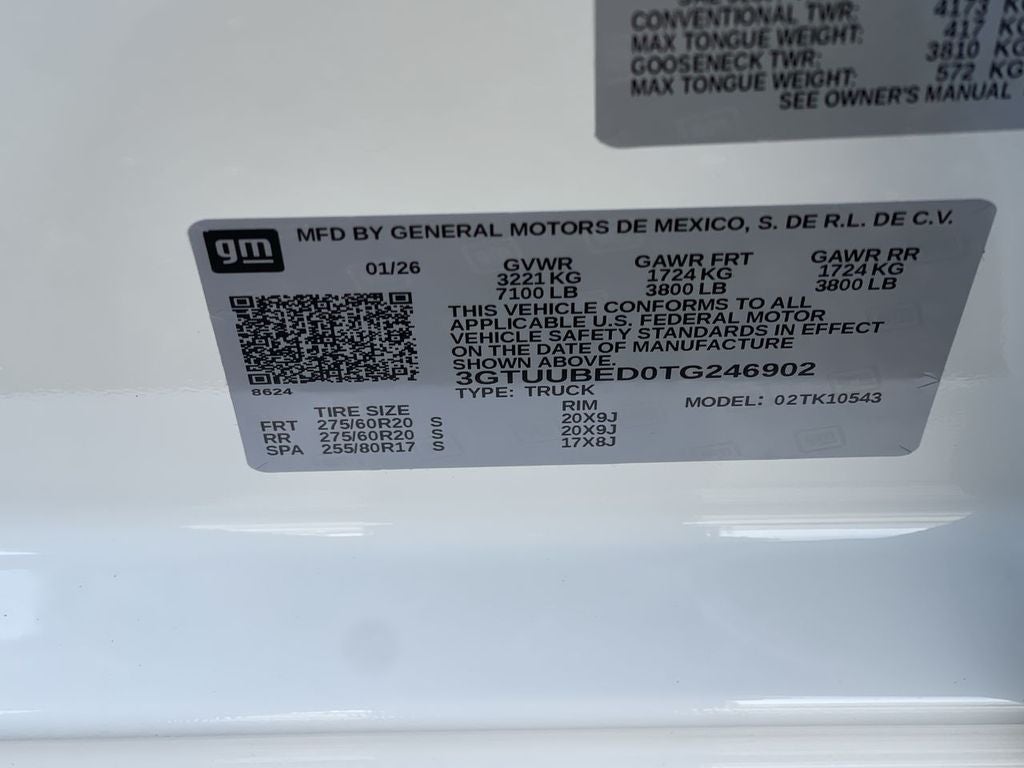 CONVENTIONAL TWR: 4173 KG
MAX TONGUE WEIGHT: 417 KG
GOOSENECK TWR: 3810 KG
MAX TONGUE WEIGHT: 572 KG
SEE OWNER'S MANUAL
gm MFD BY GENERAL MOTORS DE MEXICO, S. DE R.L. DE C.V.
01/26 GVWR GAWR FRT GAWR RR
3221 KG 1724 KG 1724 KG
7100 LB 3800 LB 3800 LB
THIS VEHICLE CONFORMS TO ALL
APPLICABLE U.S. FEDERAL MOTOR
VEHICLE SAFETY STANDARDS IN EFFECT
ON THE DATE OF MANUFACTURE
SHOWN ABOVE.
3GTUUBED0TG246902
8624 TYPE: TRUCK MODEL: 02TK10543
TIRE SIZE RIM
FRT 275/60R20 S 20X9J
RR 275/60R20 S 20X9J
SPA 255/80R17 S 17X8J